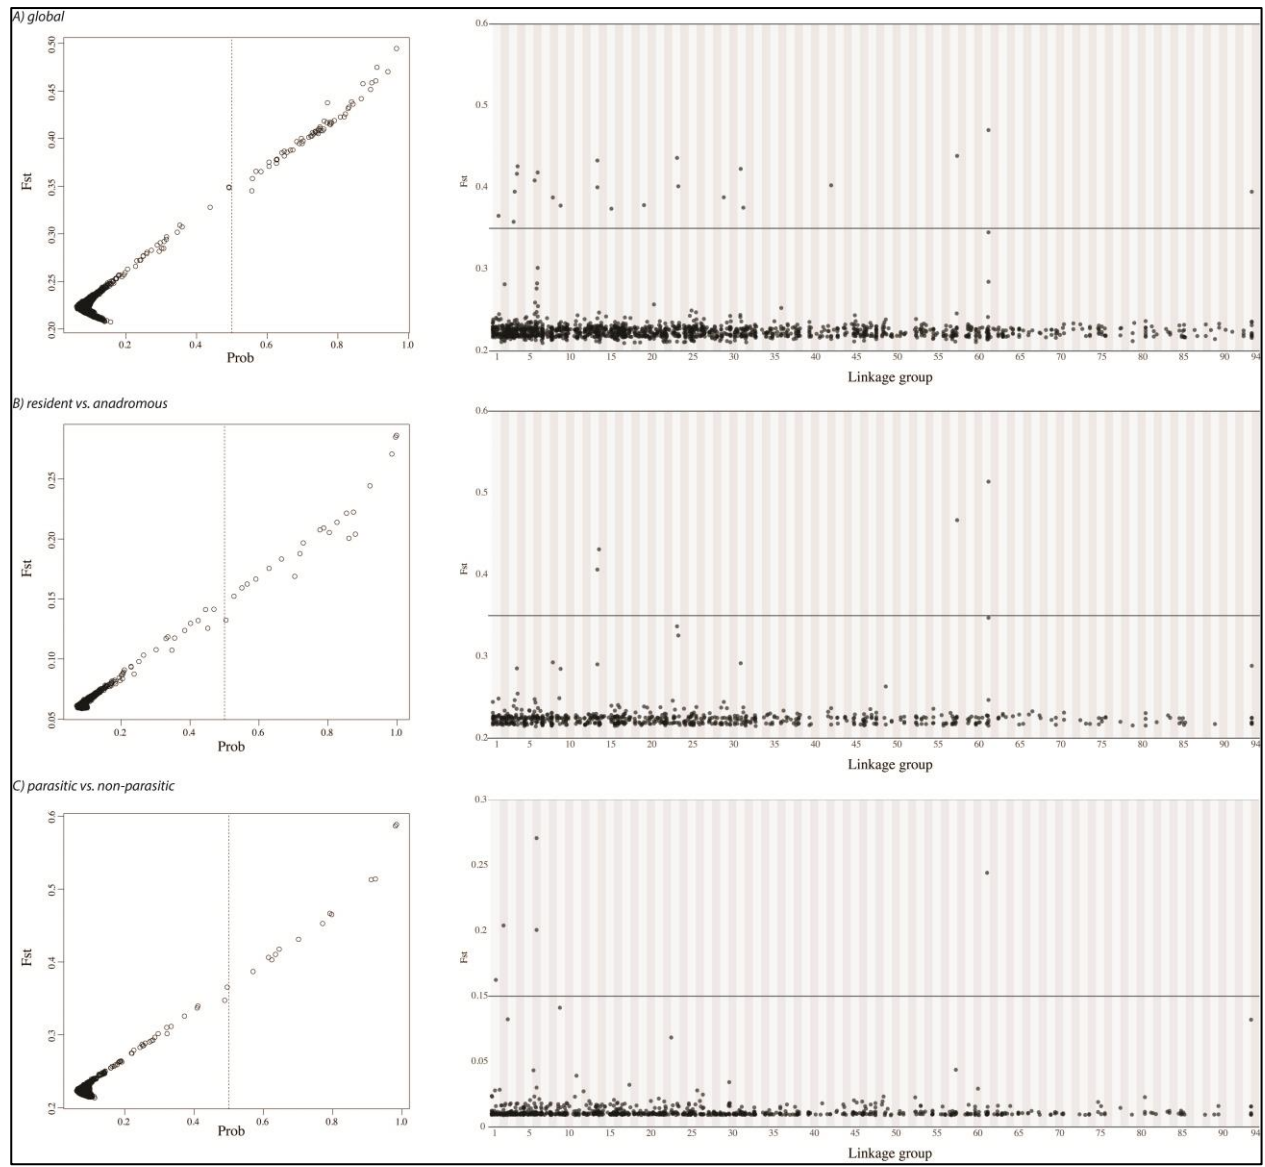 A) global
Fst
0.50
0.45
0.40
0.35
0.30
0.25
0.20
0.2 0.4 0.6 0.8 1.0
Prob
Fst
0.6
0.5
0.4
0.3
0.2
1 5 10 15 20 25 30 35 40 45 50 55 60 65 70 75 80 85 90 94
Linkage group
B) resident vs. anadromous
Fst
0.25
0.20
0.15
0.10
0.05
0.2 0.4 0.6 0.8 1.0
Prob
Fst
0.6
0.5
0.4
0.3
0.2
1 5 10 15 20 25 30 35 40 45 50 55 60 65 70 75 80 85 90 94
Linkage group
C) parasitic vs. non-parasitic
Fst
0.6
0.5
0.4
0.3
0.2
0.2 0.4 0.6 0.8 1.0
Prob
Fst
0.3
0.25
0.2
0.15
0.05
0
1 5 10 15 20 25 30 35 40 45 50 55 60 65 70 75 80 85 90 94
Linkage group